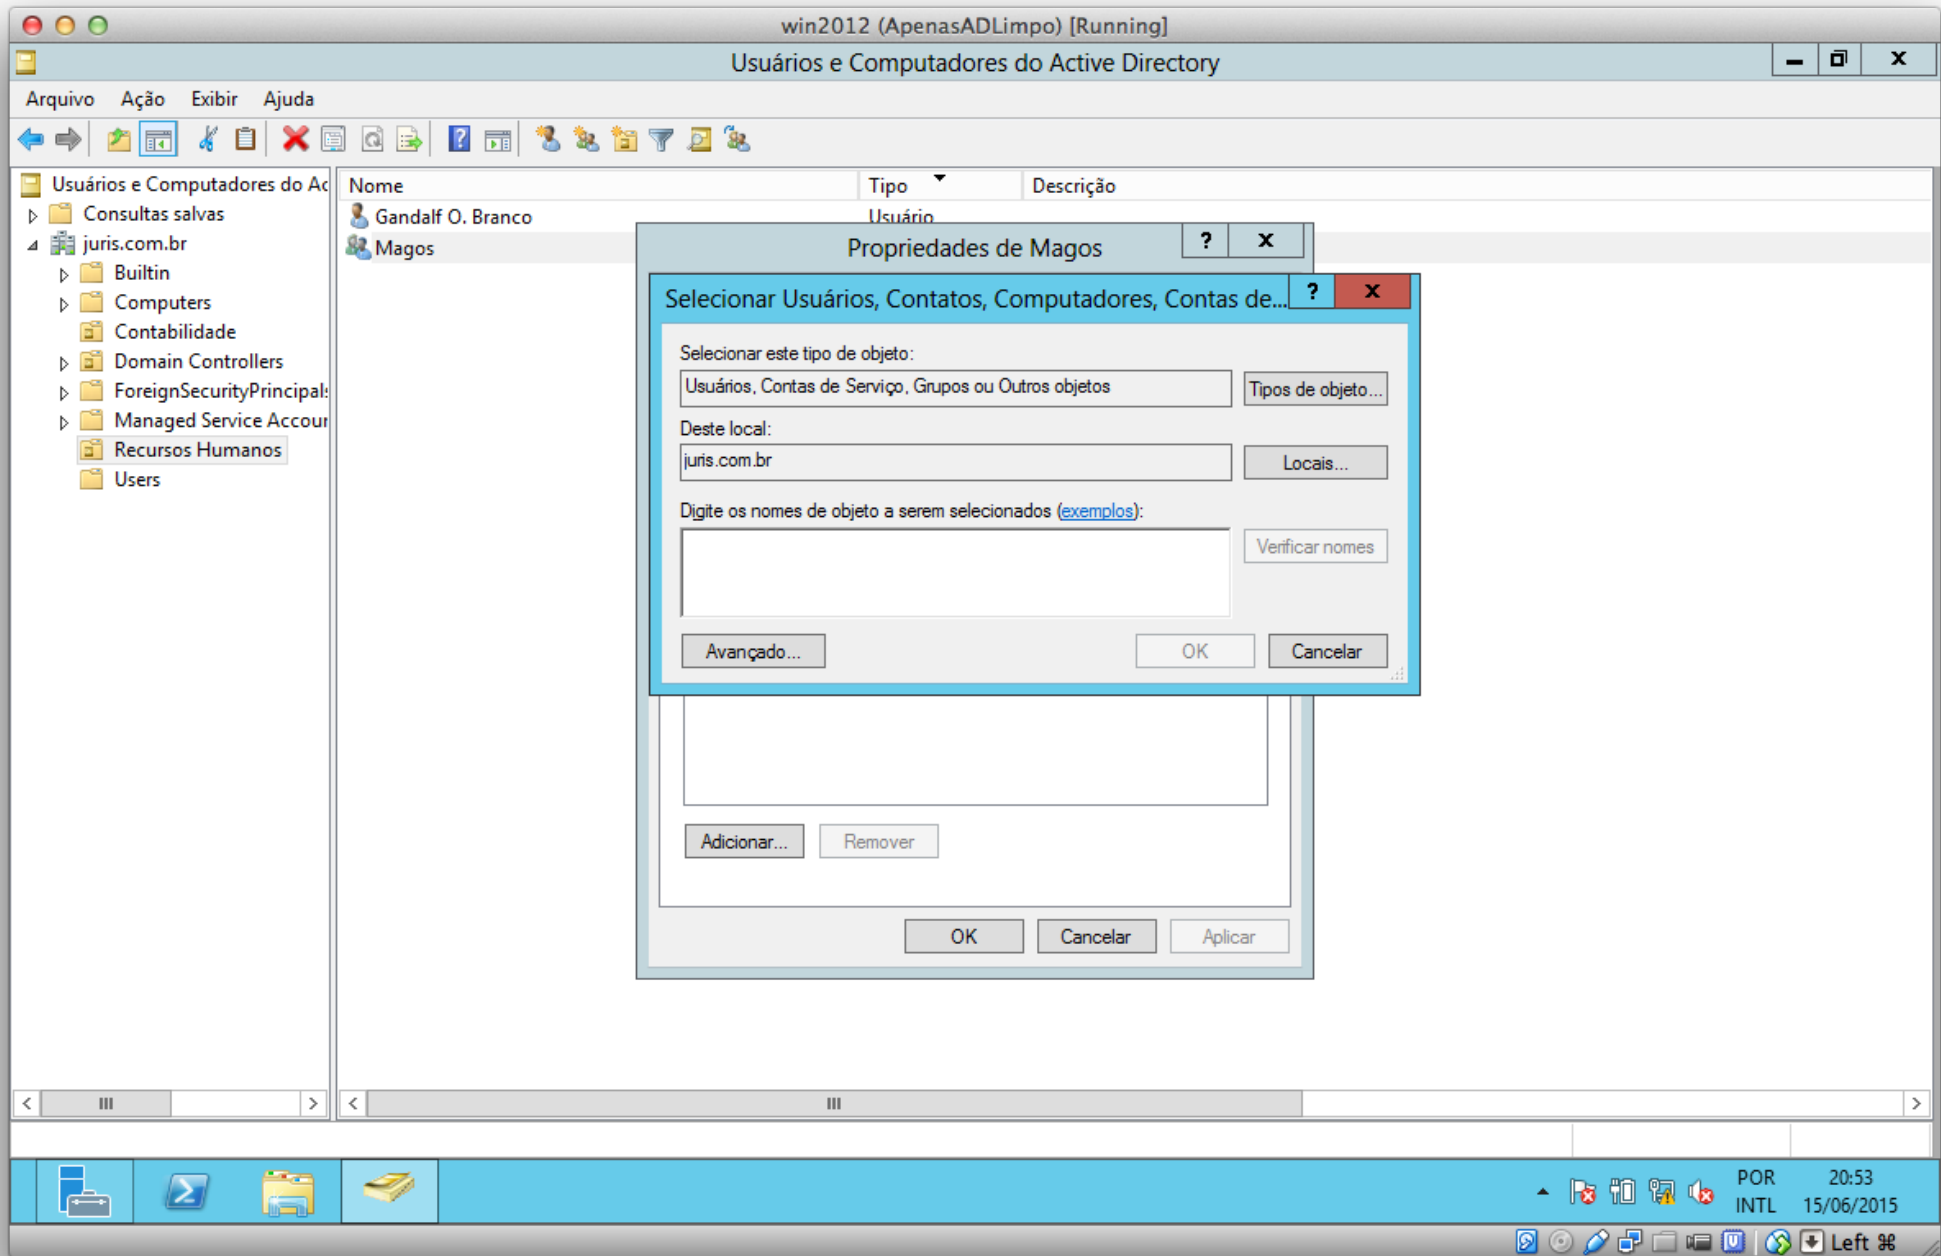 win2012 (ApenasADLimpo) [Running]
Usuários e Computadores do Active Directory
Arquivo Ação Exibir Ajuda
Usuários e Computadores do Ac
Consultas salvas
juris.com.br
Builtin
Computers
Contabilidade
Domain Controllers
ForeignSecurityPrincipals
Managed Service Accour
Recursos Humanos
Users
Nome Tipo Descrição
Gandalf O. Branco Usuário
Magos
Propriedades de Magos
Selecionar Usuários, Contatos, Computadores, Contas de...
Selecionar este tipo de objeto:
Usuários, Contas de Serviço, Grupos ou Outros objetos Tipos de objeto...
Deste local:
juris.com.br Locais...
Digite os nomes de objeto a serem selecionados (exemplos):
Verificar nomes
Avançado... OK Cancelar
Adicionar... Remover
OK Cancelar Aplicar
POR 20:53
INTL 15/06/2015
Left ⌘